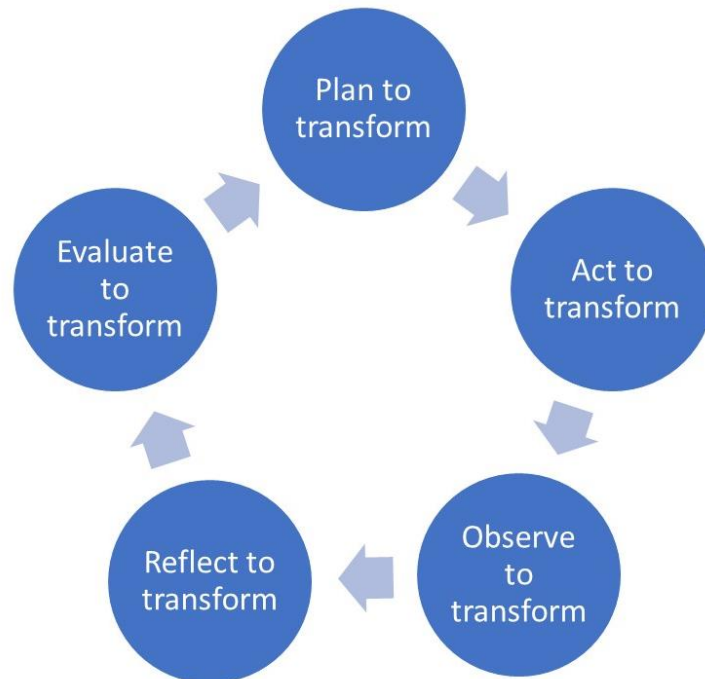 Plan to
transform
Act to
transform
Observe
to
transform
Reflect to
transform
Evaluate
to
transform